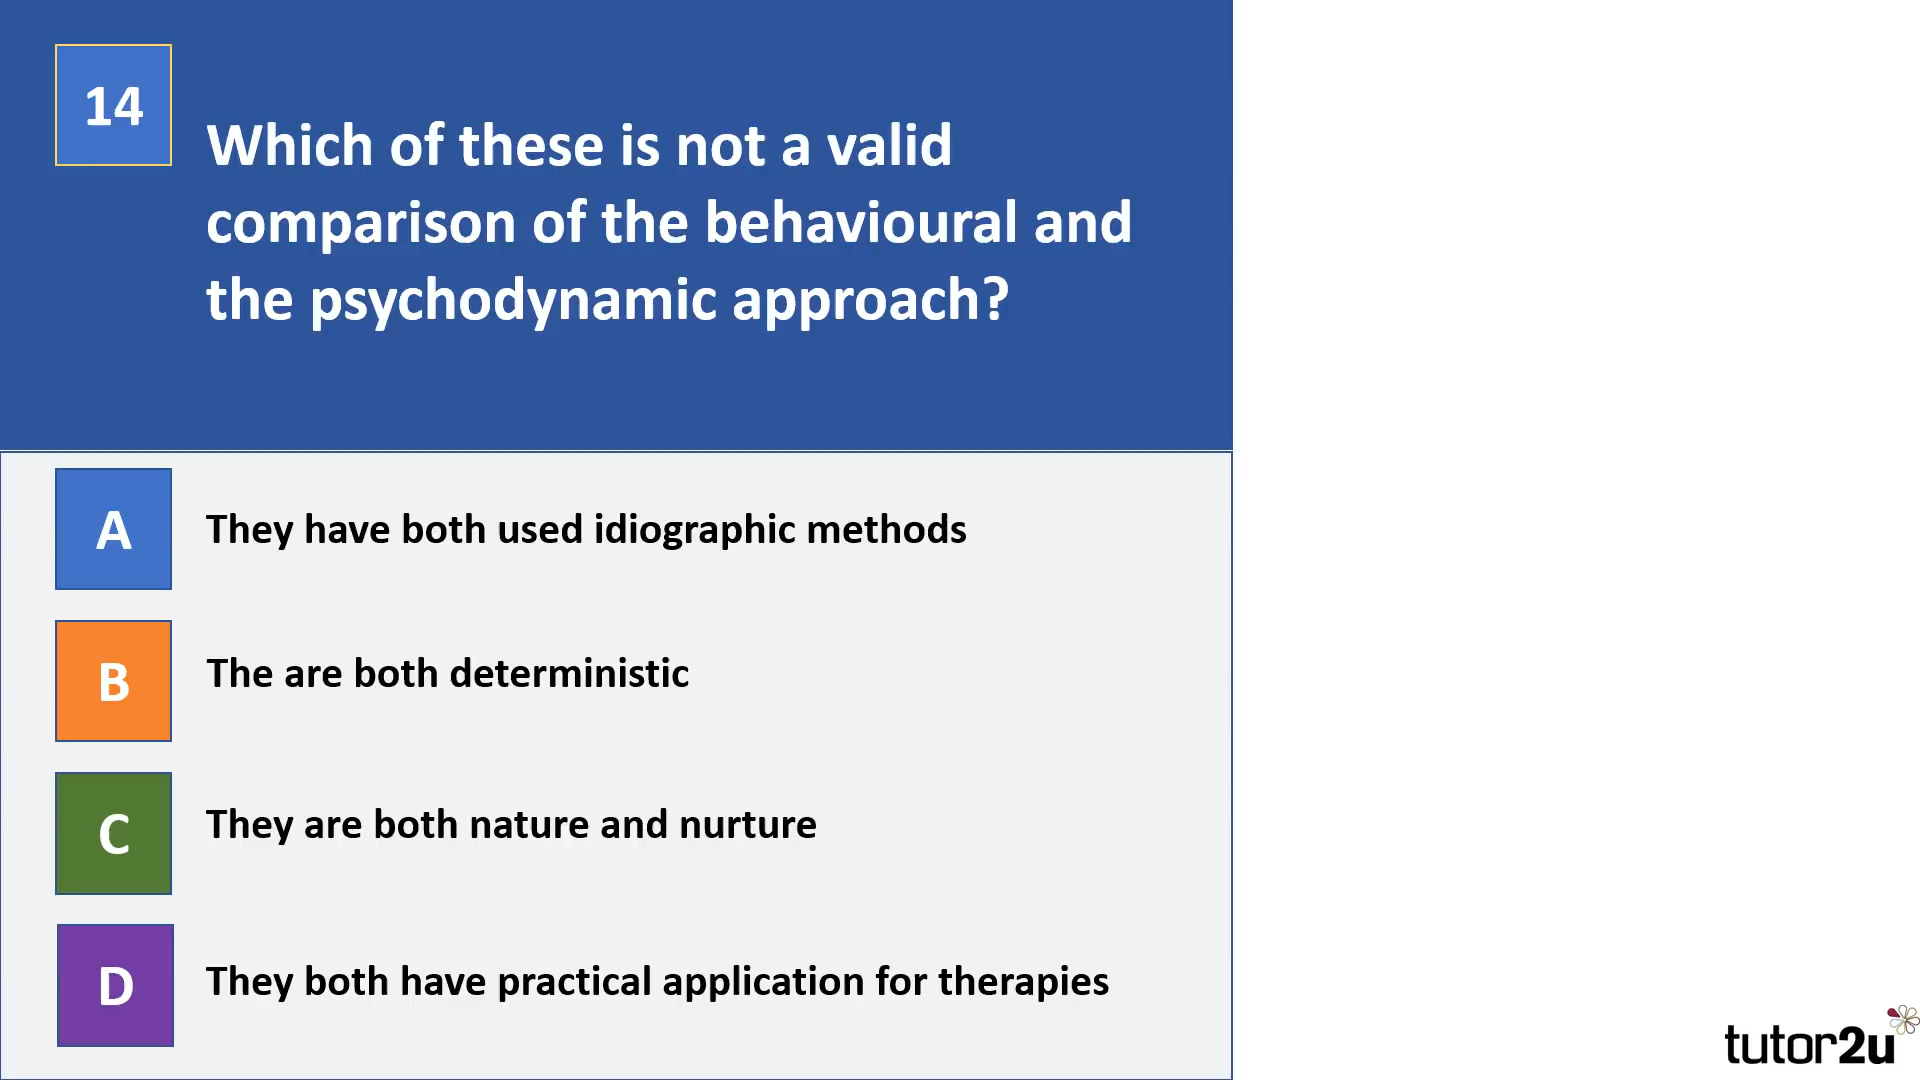 14
Which of these is not a valid
comparison of the behavioural and
the psychodynamic approach?
A
They have both used idiographic methods
B
The are both deterministic
C
They are both nature and nurture
D
They both have practical application for therapies
tutor2u